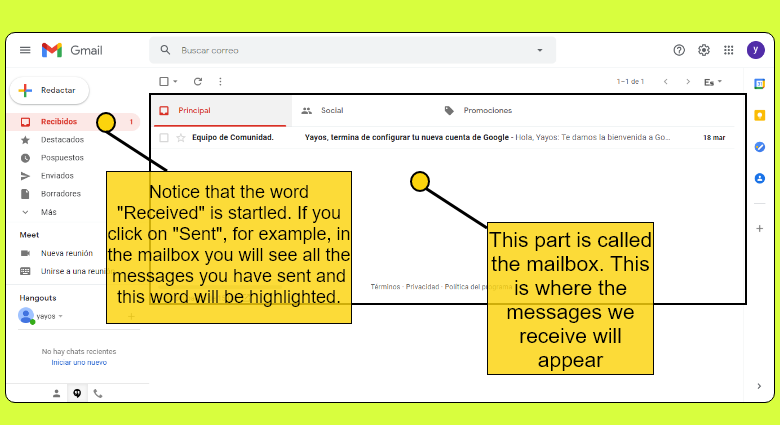 Gmail
Buscar correo
y
Redactar
1–1 de 1
Es
Recibidos 1
Principal
Social
Promociones
Destacados
Equipo de Comunidad.
Yayos, termina de configurar tu nueva cuenta de Google - Hola, Yayos: Te damos la bienvenida a Go...
18 mar
Pospuestos
Enviados
Borradores
Más
Notice that the word
"Received" is startled. If you
click on "Sent", for example, in
the mailbox you will see all the
messages you have sent and
this word will be highlighted.
This part is called
the mailbox. This
is where the
messages we
receive will
appear
Meet
Nueva reunión
Unirse a una
Términos · Privacidad · Política del
Hangouts
yayos
No hay chats recientes
Iniciar uno nuevo